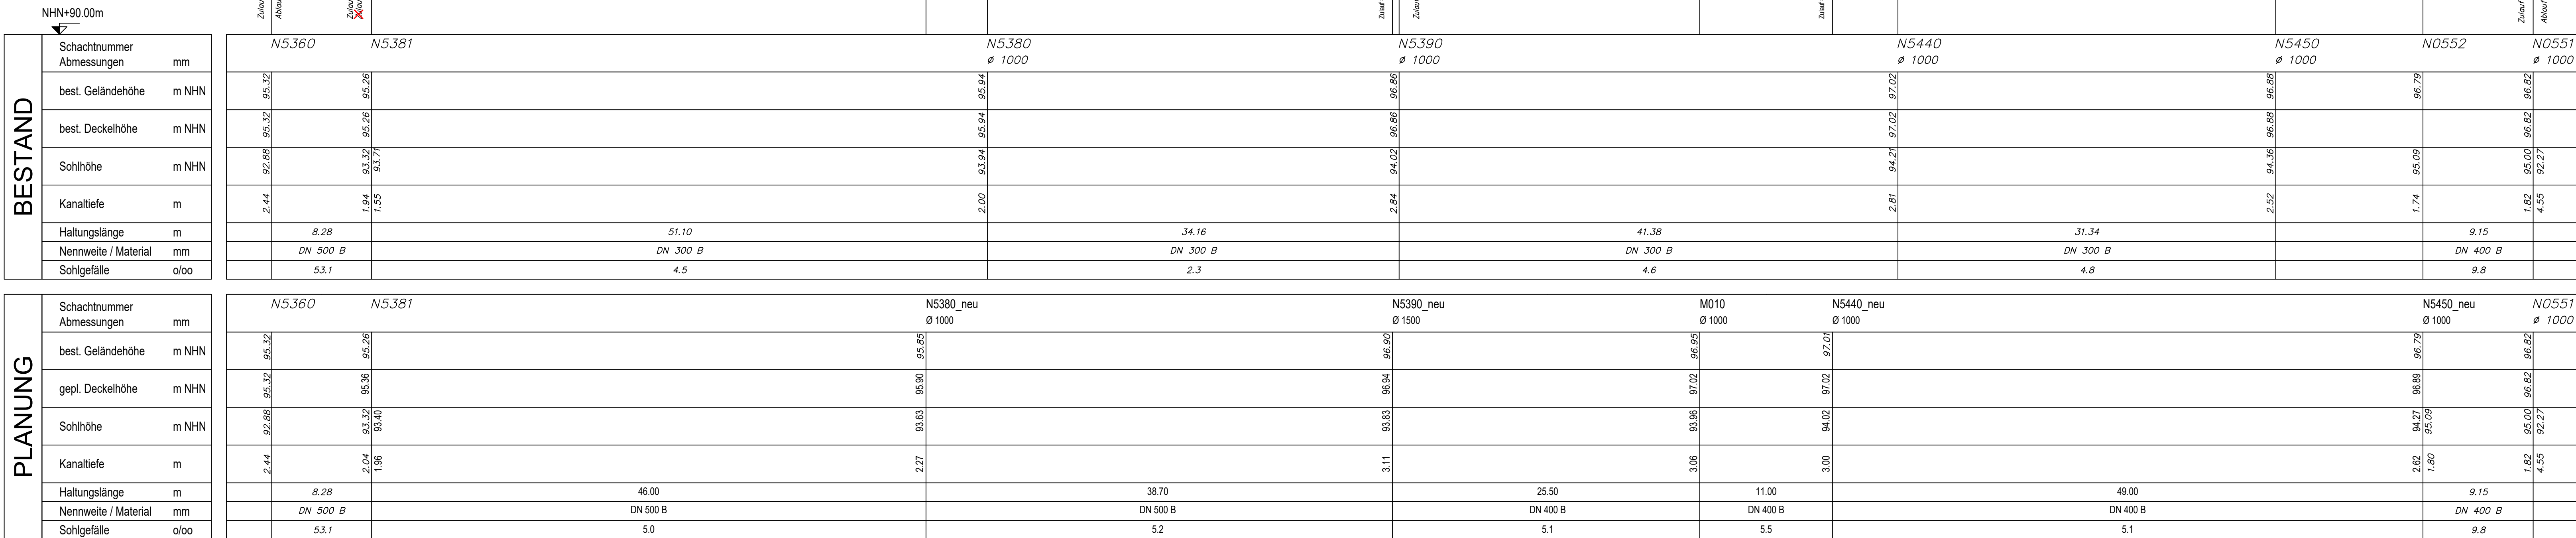 NHN+90.00m
Zulauf Ablauf Zulauf Zulauf Zulauf Zulauf Zulauf Ablauf
BESTAND
Schachtnummer N5360 N5381 N5380 N5390 N5440 N5450 N0552 N0551
Abmessungen mm ø 1000 ø 1000 ø 1000 ø 1000 ø 1000
best. Geländehöhe m NHN 95.32 95.26 95.94 96.86 97.02 96.88 96.79 96.82
best. Deckelhöhe m NHN 95.32 95.26 95.94 96.86 97.02 96.88 96.82
Sohlhöhe m NHN 92.88 93.32 93.71 93.94 94.02 94.21 94.36 95.09 95.00 92.27
Kanaltiefe m 2.44 1.94 1.55 2.00 2.84 2.81 2.52 1.74 1.82 4.55
Haltungslänge m 8.28 51.10 34.16 41.38 31.34 9.15
Nennweite / Material mm DN 500 B DN 300 B DN 300 B DN 300 B DN 300 B DN 400 B
Sohlgefälle o/oo 53.1 4.5 2.3 4.6 4.8 9.8
PLANUNG
Schachtnummer N5360 N5381 N5380_neu N5390_neu M010 N5440_neu N5450_neu N0551
Abmessungen mm Ø 1000 Ø 1500 Ø 1000 Ø 1000 Ø 1000 ø 1000
best. Geländehöhe m NHN 95.32 95.26 95.85 96.90 96.95 97.01 96.79 96.82
gepl. Deckelhöhe m NHN 95.32 95.36 95.90 96.94 97.02 97.02 96.89 96.82
Sohlhöhe m NHN 92.88 93.32 93.40 93.63 93.83 93.96 94.02 94.27 95.09 95.00 92.27
Kanaltiefe m 2.44 2.04 1.96 2.27 3.11 3.06 3.00 2.62 1.80 1.82 4.55
Haltungslänge m 8.28 46.00 38.70 25.50 11.00 49.00 9.15
Nennweite / Material mm DN 500 B DN 500 B DN 500 B DN 400 B DN 400 B DN 400 B DN 400 B
Sohlgefälle o/oo 53.1 5.0 5.2 5.1 5.5 5.1 9.8